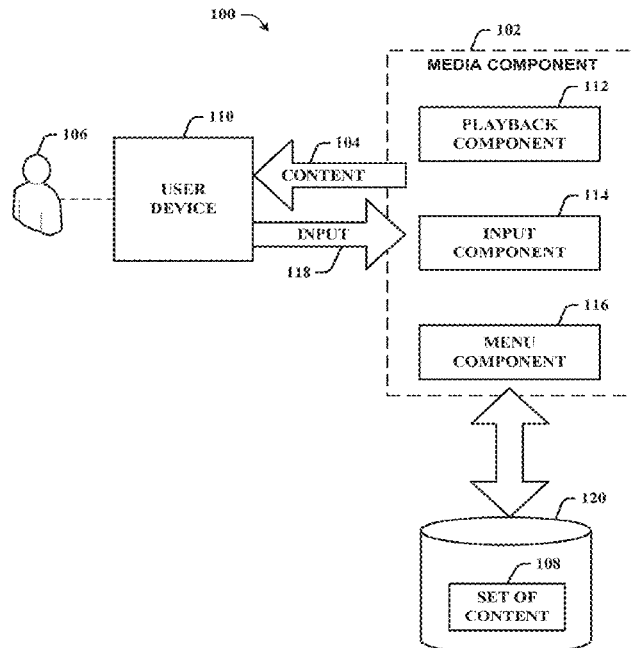 100
102
MEDIA COMPONENT
112
PLAYBACK
COMPONENT
106
110
USER
DEVICE
104
CONTENT
INPUT
118
114
INPUT
COMPONENT
116
MENU
COMPONENT
120
108
SET OF
CONTENT